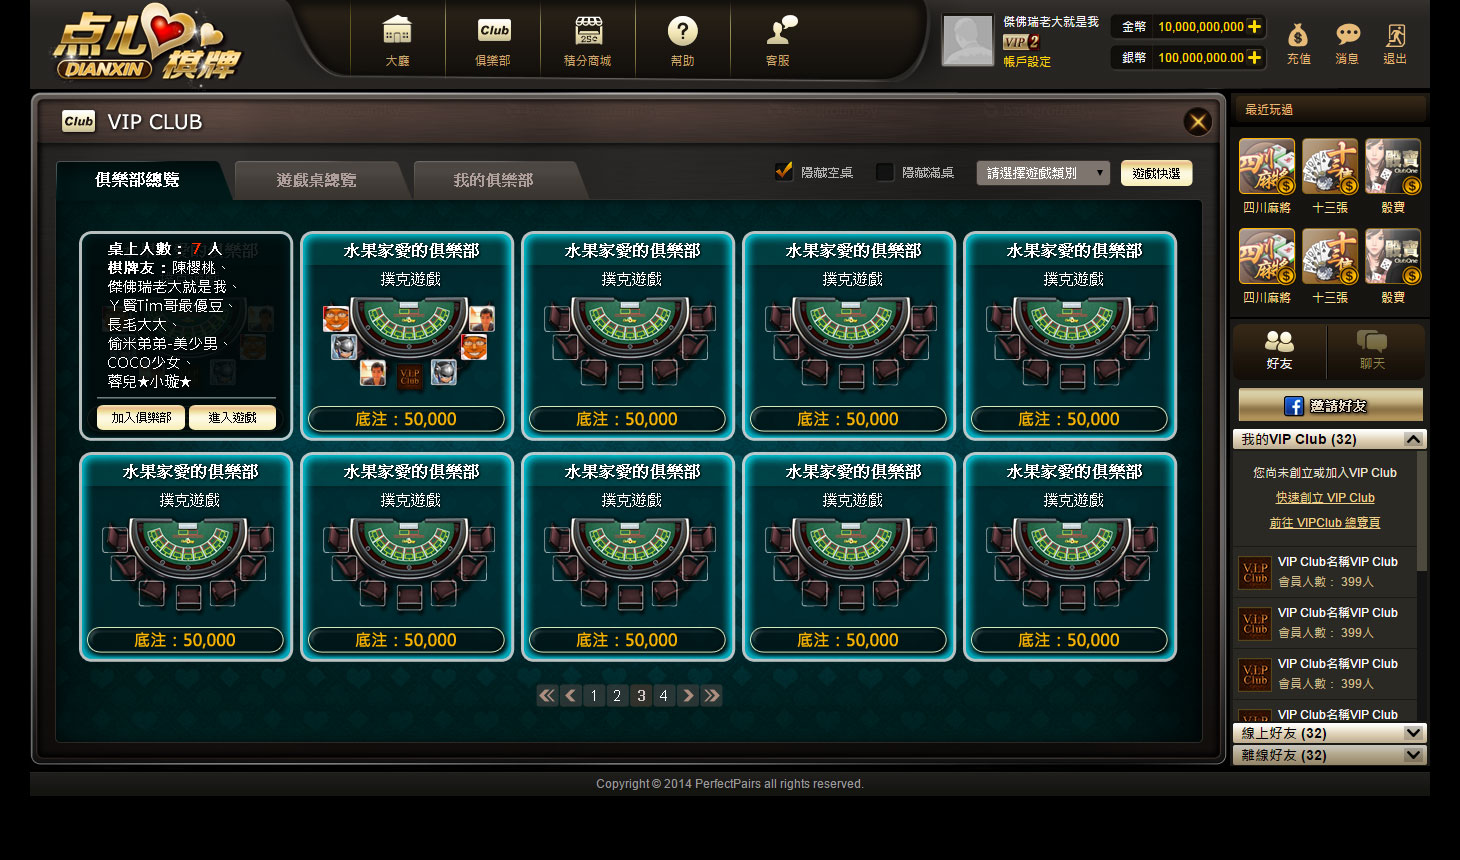 点心棋牌
DIANXIN
大廳
Club
俱樂部
25¢
積分商城
?
幫助
客服
傑佛瑞老大就是我
VIP 2
帳戶設定
金幣 10,000,000,000
銀幣 100,000,000.00
充值
消息
退出
Club VIP CLUB
俱樂部總覽
遊戲桌總覽
我的俱樂部
隱藏空桌
隱藏滿桌
請選擇遊戲類別
遊戲快選
桌上人數： 7 人
棋牌友：陳櫻桃、
傑佛瑞老大就是我、
ㄚ賢Tim哥最優豆、
長毛大大、
偷米弟弟-美少男、
COCO少女、
蓉兒★小璇★
加入俱樂部 進入遊戲
水果家愛的俱樂部
撲克遊戲
V.I.P
Club
底注：50,000
水果家愛的俱樂部
撲克遊戲
底注：50,000
水果家愛的俱樂部
撲克遊戲
底注：50,000
水果家愛的俱樂部
撲克遊戲
底注：50,000
水果家愛的俱樂部
撲克遊戲
底注：50,000
水果家愛的俱樂部
撲克遊戲
底注：50,000
水果家愛的俱樂部
撲克遊戲
底注：50,000
水果家愛的俱樂部
撲克遊戲
底注：50,000
水果家愛的俱樂部
撲克遊戲
底注：50,000
1 2 3 4
最近玩過
四川麻將 十三張 骰寶
四川麻將 十三張 骰寶
好友
聊天
邀請好友
我的VIP Club (32)
您尚未創立或加入VIP Club
快速創立 VIP Club
前往 VIPClub 總覽頁
V.I.P
Club
VIP Club名稱VIP Club
會員人數： 399人
V.I.P
Club
VIP Club名稱VIP Club
會員人數： 399人
V.I.P
Club
VIP Club名稱VIP Club
會員人數： 399人
V.I.P
VIP Club名稱VIP Club
線上好友 (32)
離線好友 (32)
Copyright © 2014 PerfectPairs all rights reserved.